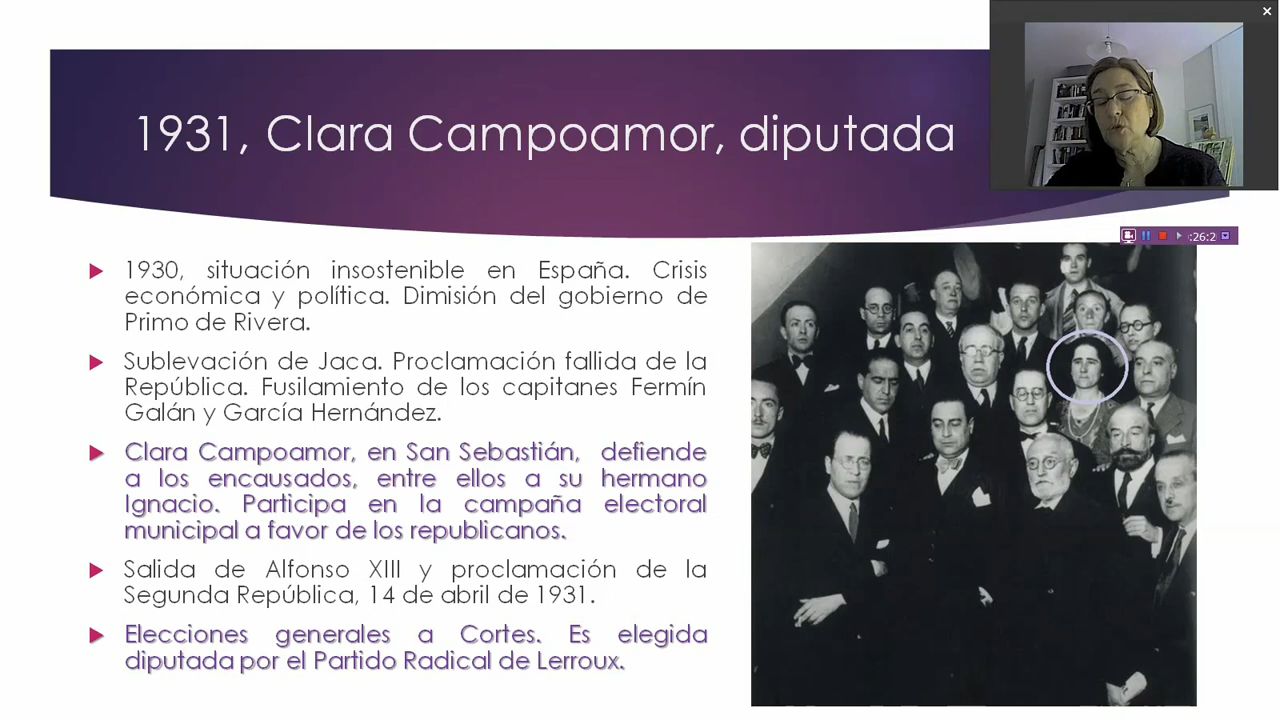 1931, Clara Campoamor, diputada
1930, situación insostenible en España. Crisis
económica y política. Dimisión del gobierno de
Primo de Rivera.
Sublevación de Jaca. Proclamación fallida de la
República. Fusilamiento de los capitanes Fermín
Galán y García Hernández.
Clara Campoamor, en San Sebastián, defiende
a los encausados, entre ellos a su hermano
Ignacio. Participa en la campaña electoral
municipal a favor de los republicanos.
Salida de Alfonso XIII y proclamación de la
Segunda República, 14 de abril de 1931.
Elecciones generales a Cortes. Es elegida
diputada por el Partido Radical de Lerroux.